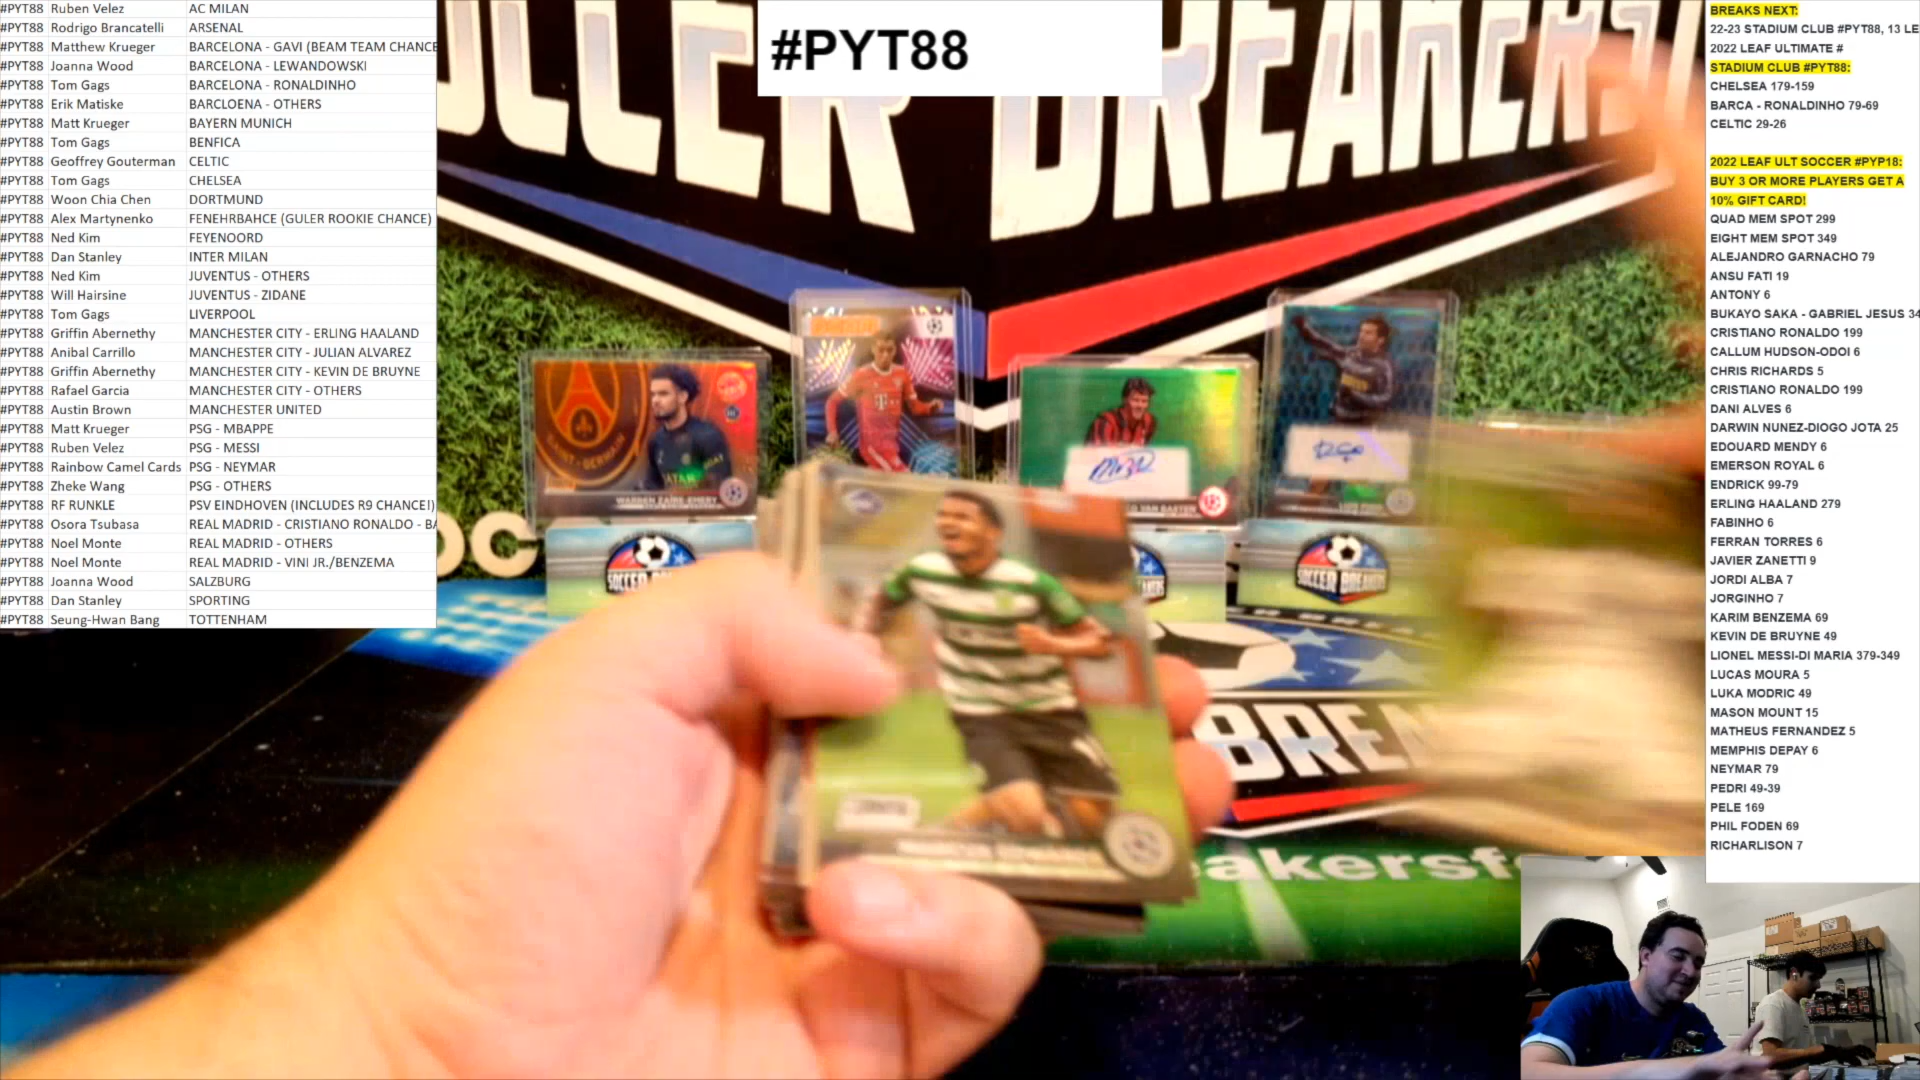 #PYT88 Ruben Velez AC MILAN
#PYT88 Rodrigo Brancatelli ARSENAL
#PYT88 Matthew Krueger BARCELONA - GAVI (BEAM TEAM CHANCE
#PYT88 Joanna Wood BARCELONA - LEWANDOWSKI
#PYT88 Tom Gags BARCELONA - RONALDINHO
#PYT88 Erik Matiske BARCLOENA - OTHERS
#PYT88 Matt Krueger BAYERN MUNICH
#PYT88 Tom Gags BENFICA
#PYT88 Geoffrey Gouterman CELTIC
#PYT88 Tom Gags CHELSEA
#PYT88 Woon Chia Chen DORTMUND
#PYT88 Alex Martynenko FENEHRBAHCE (GULER ROOKIE CHANCE)
#PYT88 Ned Kim FEYENOORD
#PYT88 Dan Stanley INTER MILAN
#PYT88 Ned Kim JUVENTUS - OTHERS
#PYT88 Will Hairsine JUVENTUS - ZIDANE
#PYT88 Tom Gags LIVERPOOL
#PYT88 Griffin Abernethy MANCHESTER CITY - ERLING HAALAND
#PYT88 Anibal Carrillo MANCHESTER CITY - JULIAN ALVAREZ
#PYT88 Griffin Abernethy MANCHESTER CITY - KEVIN DE BRUYNE
#PYT88 Rafael Garcia MANCHESTER CITY - OTHERS
#PYT88 Austin Brown MANCHESTER UNITED
#PYT88 Matt Krueger PSG - MBAPPE
#PYT88 Ruben Velez PSG - MESSI
#PYT88 Rainbow Camel Cards PSG - NEYMAR
#PYT88 Zheke Wang PSG - OTHERS
#PYT88 RF RUNKLE PSV EINDHOVEN (INCLUDES R9 CHANCE!)
#PYT88 Osora Tsubasa REAL MADRID - CRISTIANO RONALDO - BA
#PYT88 Noel Monte REAL MADRID - OTHERS
#PYT88 Noel Monte REAL MADRID - VINI JR./BENZEMA
#PYT88 Joanna Wood SALZBURG
#PYT88 Dan Stanley SPORTING
#PYT88 Seung-Hwan Bang TOTTENHAM
#PYT88
SOCCER BREAKERS
WARREN ZAÏRE-EMERY
SOCCER BREAKERS
BREAKERS
BREAKS NEXT:
22-23 STADIUM CLUB #PYT88, 13 LE
2022 LEAF ULTIMATE #
STADIUM CLUB #PYT88:
CHELSEA 179-159
BARCA - RONALDINHO 79-69
CELTIC 29-26
2022 LEAF ULT SOCCER #PYP18:
BUY 3 OR MORE PLAYERS GET A
10% GIFT CARD!
QUAD MEM SPOT 299
EIGHT MEM SPOT 349
ALEJANDRO GARNACHO 79
ANSU FATI 19
ANTONY 6
BUKAYO SAKA - GABRIEL JESUS 34
CRISTIANO RONALDO 199
CALLUM HUDSON-ODOI 6
CHRIS RICHARDS 5
CRISTIANO RONALDO 199
DANI ALVES 6
DARWIN NUNEZ-DIOGO JOTA 25
EDOUARD MENDY 6
EMERSON ROYAL 6
ENDRICK 99-79
ERLING HAALAND 279
FABINHO 6
FERRAN TORRES 6
JAVIER ZANETTI 9
JORDI ALBA 7
JORGINHO 7
KARIM BENZEMA 69
KEVIN DE BRUYNE 49
LIONEL MESSI-DI MARIA 379-349
LUCAS MOURA 5
LUKA MODRIC 49
MASON MOUNT 15
MATHEUS FERNANDEZ 5
MEMPHIS DEPAY 6
NEYMAR 79
PEDRI 49-39
PELE 169
PHIL FODEN 69
RICHARLISON 7